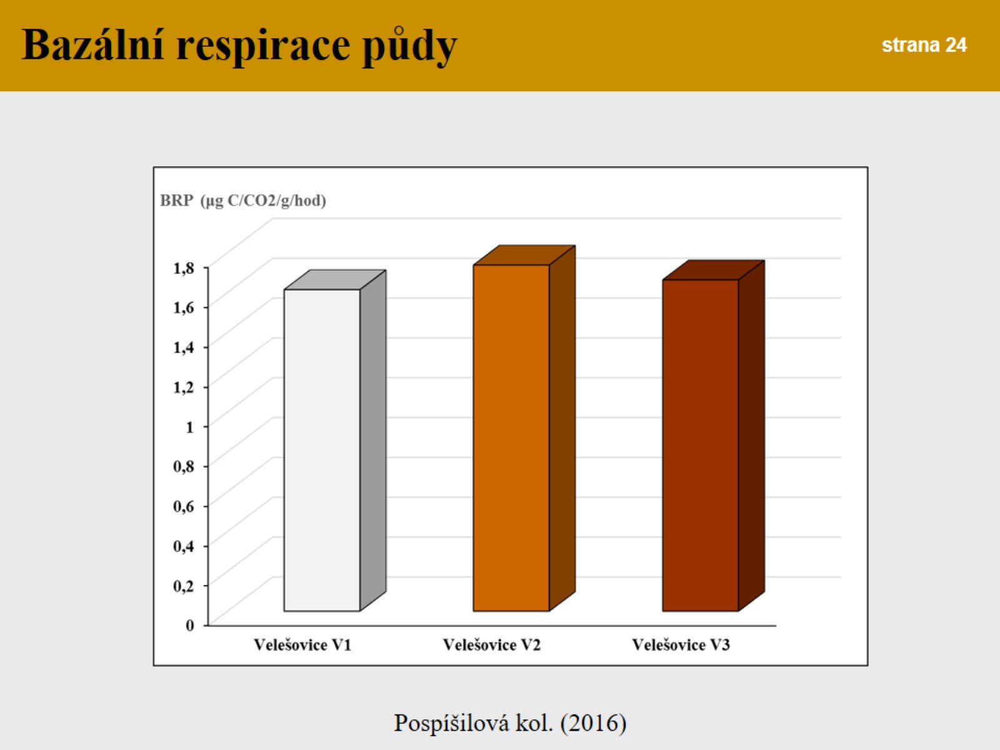 Bazální respirace půdy
strana 24
BRP (µg C/CO2/g/hod)
1,8
1,6
1,4
1,2
1
0,8
0,6
0,4
0,2
0
Velešovice V1
Velešovice V2
Velešovice V3
Pospíšilová kol. (2016)